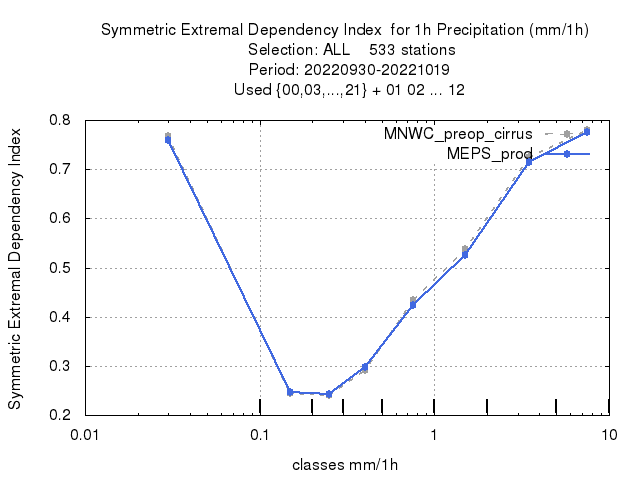 Symmetric Extremal Dependency Index  for 1h Precipitation (mm/1h)
Selection: ALL    533 stations
Period: 20220930-20221019
Used {00,03,...,21} + 01 02 ... 12
Symmetric Extremal Dependency Index
0.8
0.7
0.6
0.5
0.4
0.3
0.2
MNWC_preop_cirrus
MEPS_prod
0.01 0.1 1 10
classes mm/1h